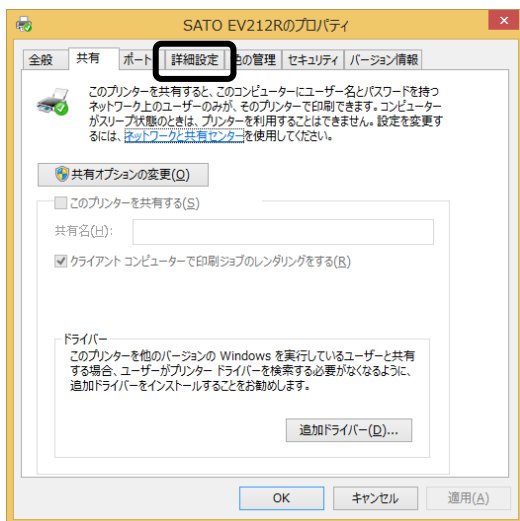 SATO EV212Rのプロパティ
全般 共有 ポート 詳細設定 色の管理 セキュリティ バージョン情報
このプリンターを共有すると、このコンピューターにユーザー名とパスワードを持つ
ネットワーク上のユーザーのみが、そのプリンターで印刷できます。コンピューター
がスリープ状態のときは、プリンターを利用することはできません。設定を変更す
るには、ネットワークと共有センターを使用してください。
共有オプションの変更(O)
このプリンターを共有する(S)
共有名(H):
クライアント コンピューターで印刷ジョブのレンダリングをする(R)
ドライバー
このプリンターを他のバージョンの Windows を実行しているユーザーと共有
する場合、ユーザーがプリンター ドライバーを検索する必要がなくなるように、
追加ドライバーをインストールすることをお勧めします。
追加ドライバー(D)...
OK キャンセル 適用(A)